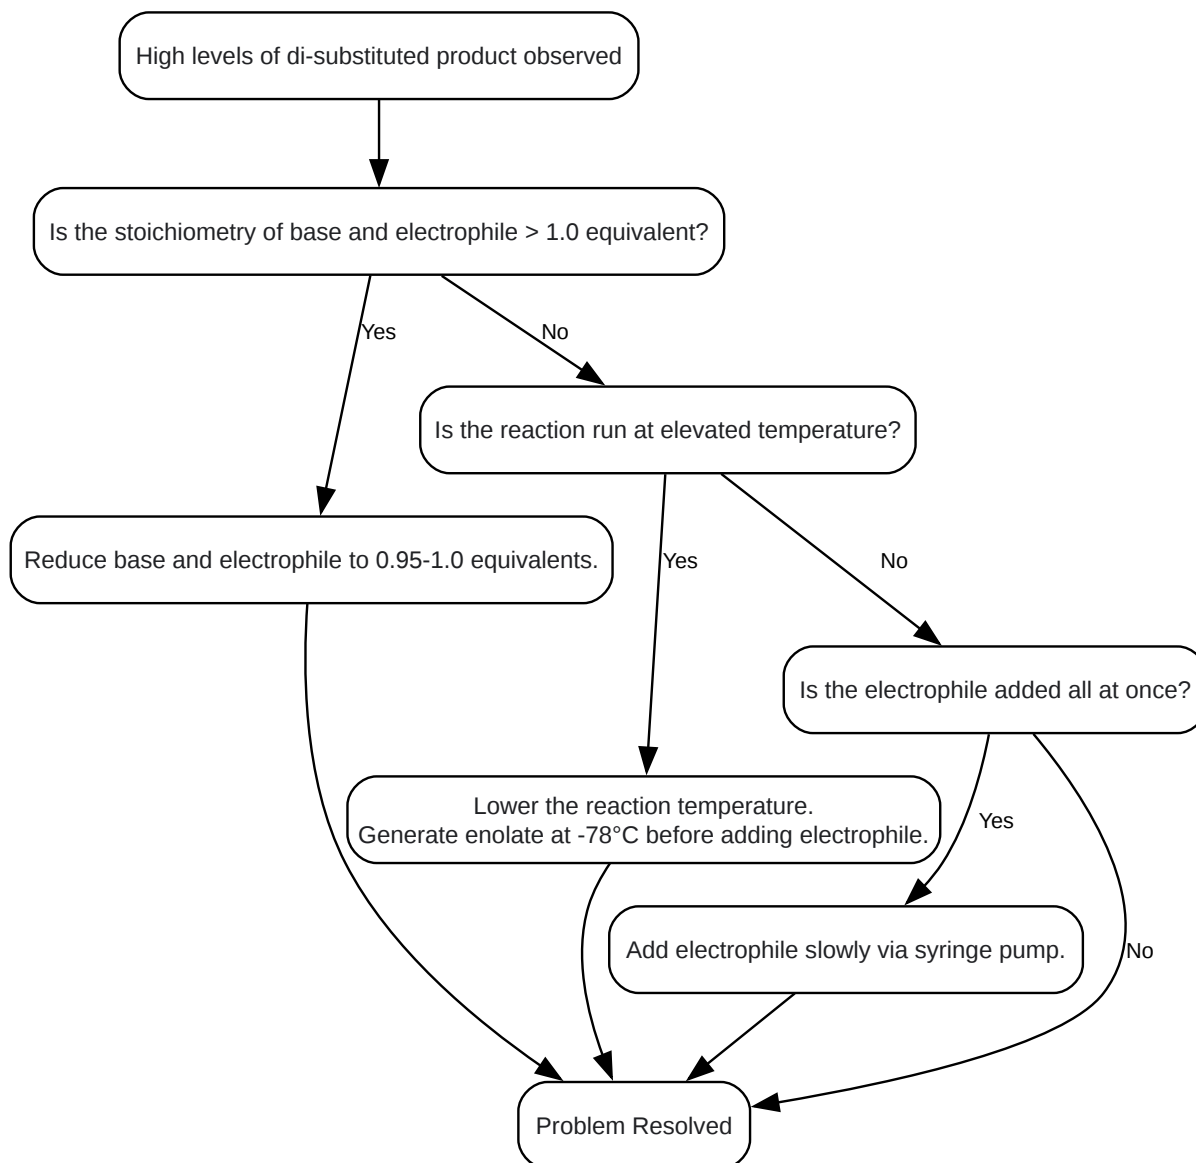 High levels of di-substituted product observed
Is the stoichiometry of base and electrophile > 1.0 equivalent?
Yes
No
Is the reaction run at elevated temperature?
Reduce base and electrophile to 0.95-1.0 equivalents.
Yes
No
Is the electrophile added all at once?
Lower the reaction temperature.
Generate enolate at -78°C before adding electrophile.
Yes
Add electrophile slowly via syringe pump.
No
Problem Resolved